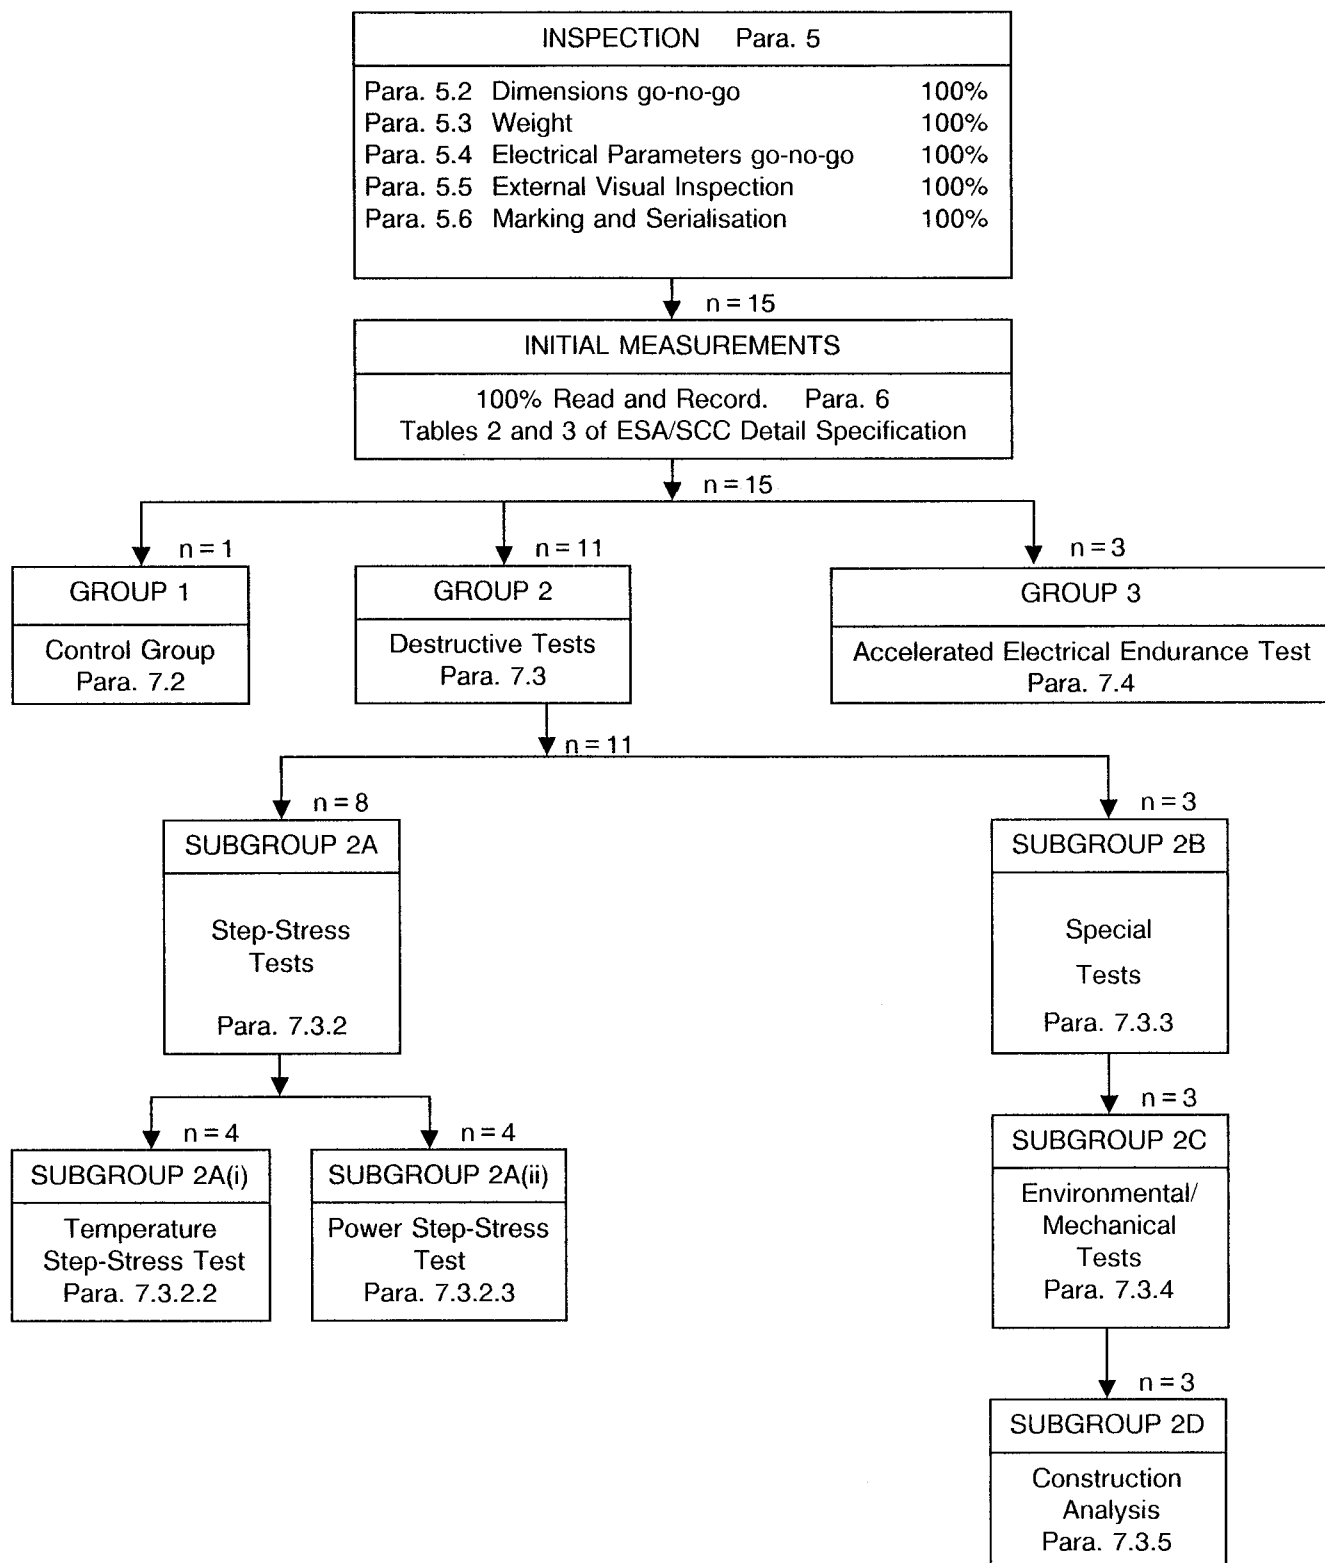 INSPECTION Para. 5
Para. 5.2 Dimensions go-no-go 100%
Para. 5.3 Weight 100%
Para. 5.4 Electrical Parameters go-no-go 100%
Para. 5.5 External Visual Inspection 100%
Para. 5.6 Marking and Serialisation 100%
n = 15
INITIAL MEASUREMENTS
100% Read and Record. Para. 6
Tables 2 and 3 of ESA/SCC Detail Specification
n = 15
n = 1
GROUP 1
Control Group
Para. 7.2
n = 11
GROUP 2
Destructive Tests
Para. 7.3
n = 3
GROUP 3
Accelerated Electrical Endurance Test
Para. 7.4
n = 11
n = 8
SUBGROUP 2A
Step-Stress
Tests
Para. 7.3.2
n = 3
SUBGROUP 2B
Special
Tests
Para. 7.3.3
n = 4
SUBGROUP 2A(i)
Temperature
Step-Stress Test
Para. 7.3.2.2
n = 4
SUBGROUP 2A(ii)
Power Step-Stress
Test
Para. 7.3.2.3
n = 3
SUBGROUP 2C
Environmental/
Mechanical
Tests
Para. 7.3.4
n = 3
SUBGROUP 2D
Construction
Analysis
Para. 7.3.5